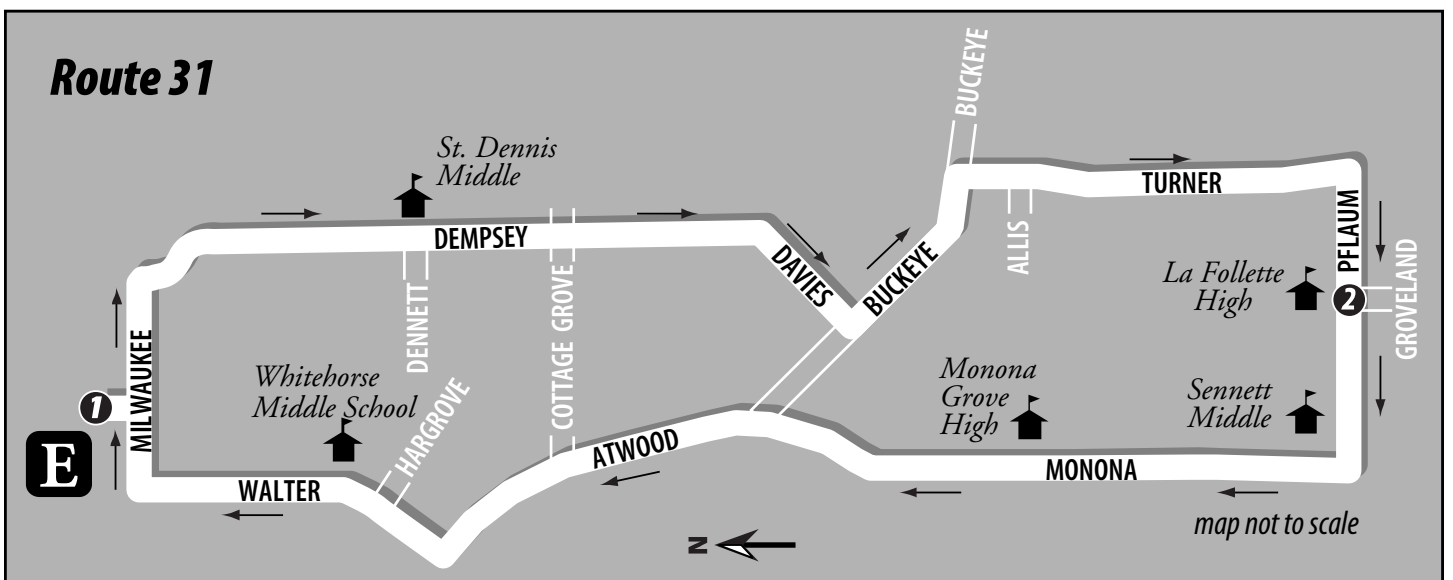 Route 31
BUCKEYE
St. Dennis
Middle
DEMPSEY
TURNER
PFLAUM
DAVIES
BUCKEYE
ALLIS
DENNETT
COTTAGE GROVE
La Follette
High
2
GROVELAND
MILWAUKEE
1
E
Whitehorse
Middle School
HARGROVE
Monona
Grove
High
Sennett
Middle
ATWOOD
WALTER
MONONA
N
map not to scale